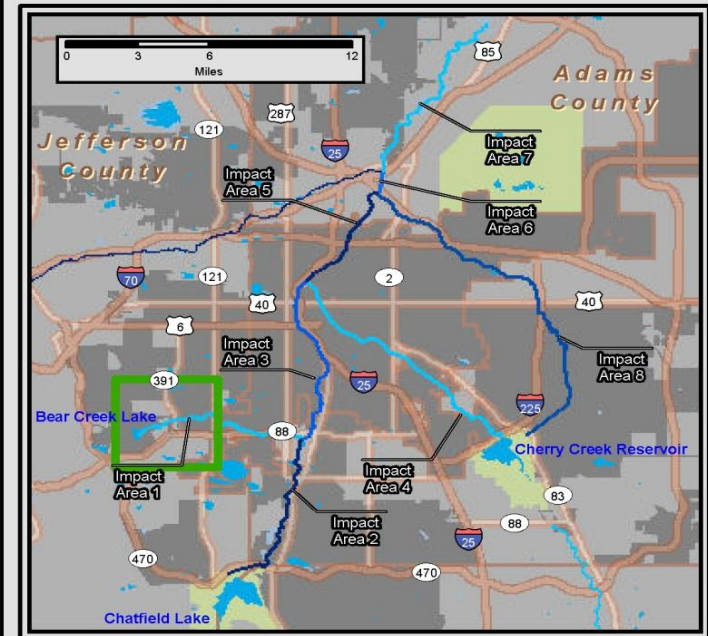 0 3 6 12
Miles
85
Adams
County
287
121
Jefferson
County
25
Impact
Area 7
Impact
Area 5
Impact
Area 6
70
121
2
40
40
6
Impact
Area 3
Impact
Area 8
391
25
225
Bear Creek Lake
88
Cherry Creek Reservoir
Impact
Area 1
Impact
Area 4
83
Impact
Area 2
88
25
470
470
Chatfield Lake